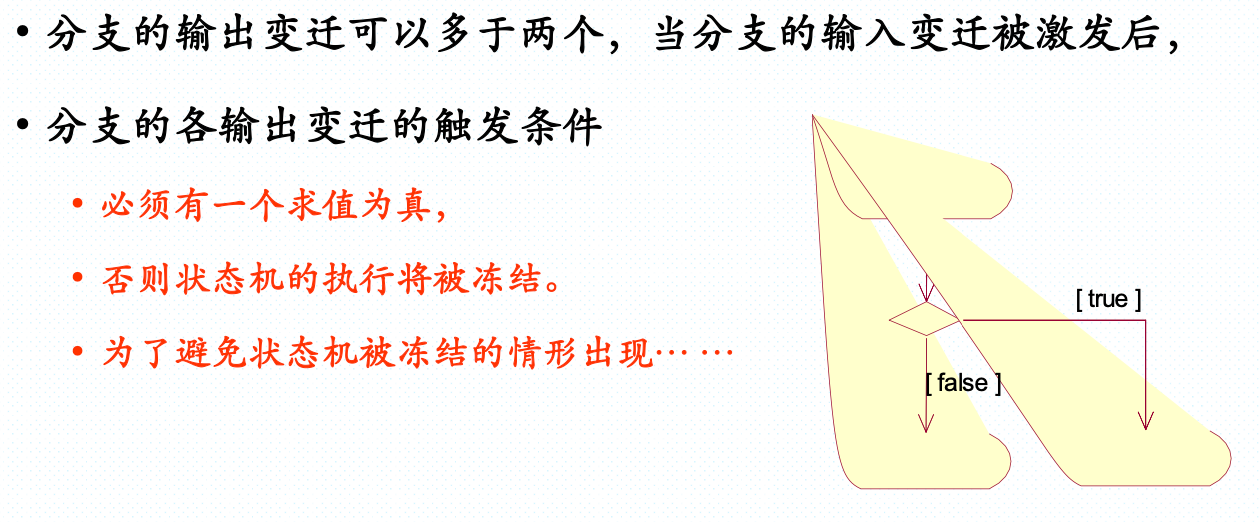 • 分支的输出变迁可以多于两个，当分支的输入变迁被激发后，
• 分支的各输出变迁的触发条件
• 必须有一个求值为真，
• 否则状态机的执行将被冻结。
• 为了避免状态机被冻结的情形出现… …
[ true ]
[ false ]